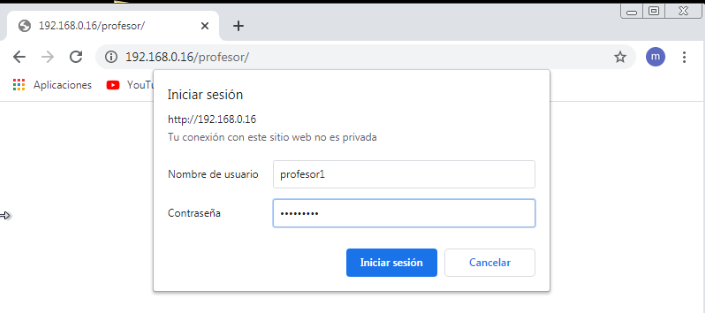 192.168.0.16/profesor/
192.168.0.16/profesor/
m
Aplicaciones
Iniciar sesión
http://192.168.0.16
Tu conexión con este sitio web no es privada
Nombre de usuario profesor1
Contraseña •••••••••
Iniciar sesión Cancelar